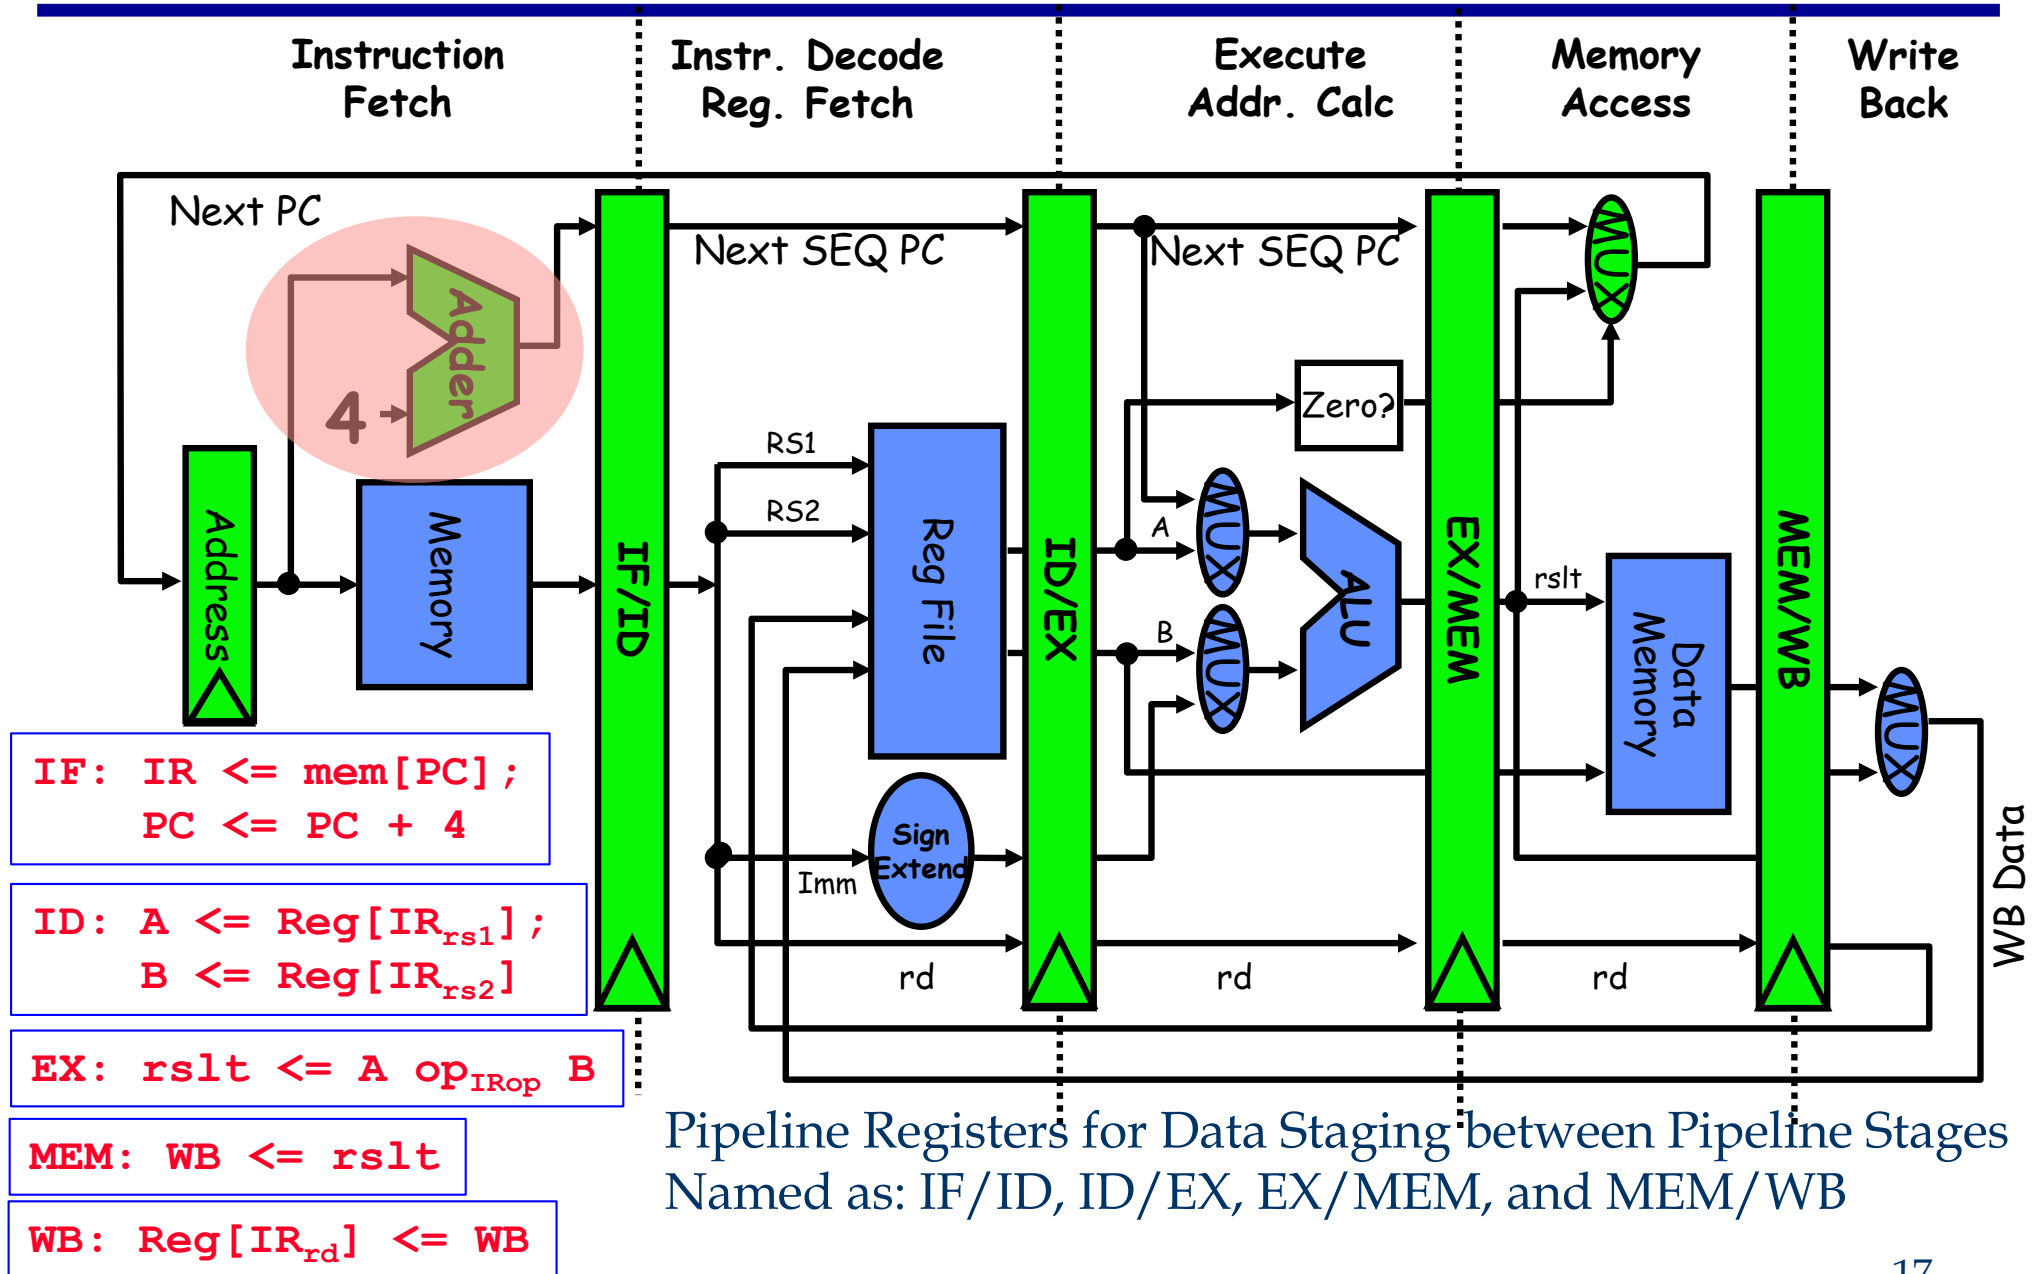 Instruction
Fetch
Instr. Decode
Reg. Fetch
Execute
Addr. Calc
Memory
Access
Write
Back
Next PC
Adder
4
Address
Memory
IF/ID
Next SEQ PC
RS1
RS2
Reg File
Imm
Sign
Extend
rd
ID/EX
Next SEQ PC
Zero?
A
MUX
B
MUX
ALU
rd
EX/MEM
MUX
rslt
Data
Memory
rd
MEM/WB
MUX
WB Data
IF: IR <= mem[PC];
PC <= PC + 4
ID: A <= Reg[IRrs1];
B <= Reg[IRrs2]
EX: rslt <= A opIRop B
MEM: WB <= rslt
WB: Reg[IRrd] <= WB
Pipeline Registers for Data Staging between Pipeline Stages
Named as: IF/ID, ID/EX, EX/MEM, and MEM/WB
17